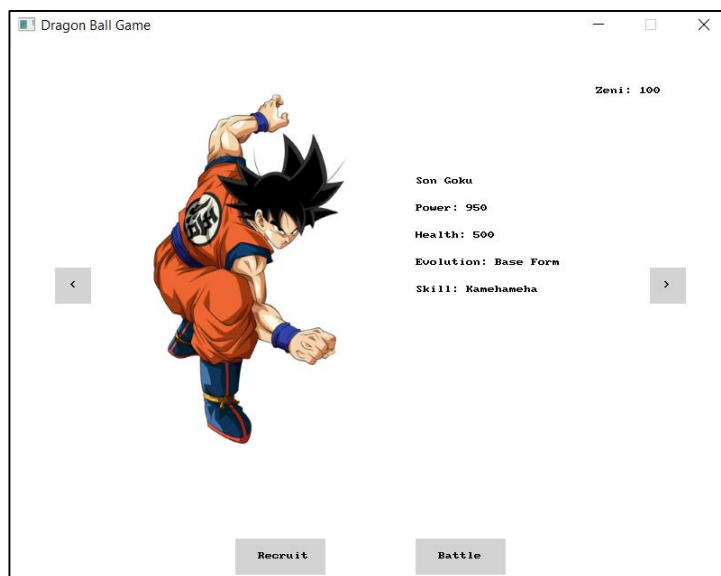 Dragon Ball Game
Zeni: 100
Son Goku
Power: 950
Health: 500
Evolution: Base Form
Skill: Kamehameha
<
>
Recruit
Battle